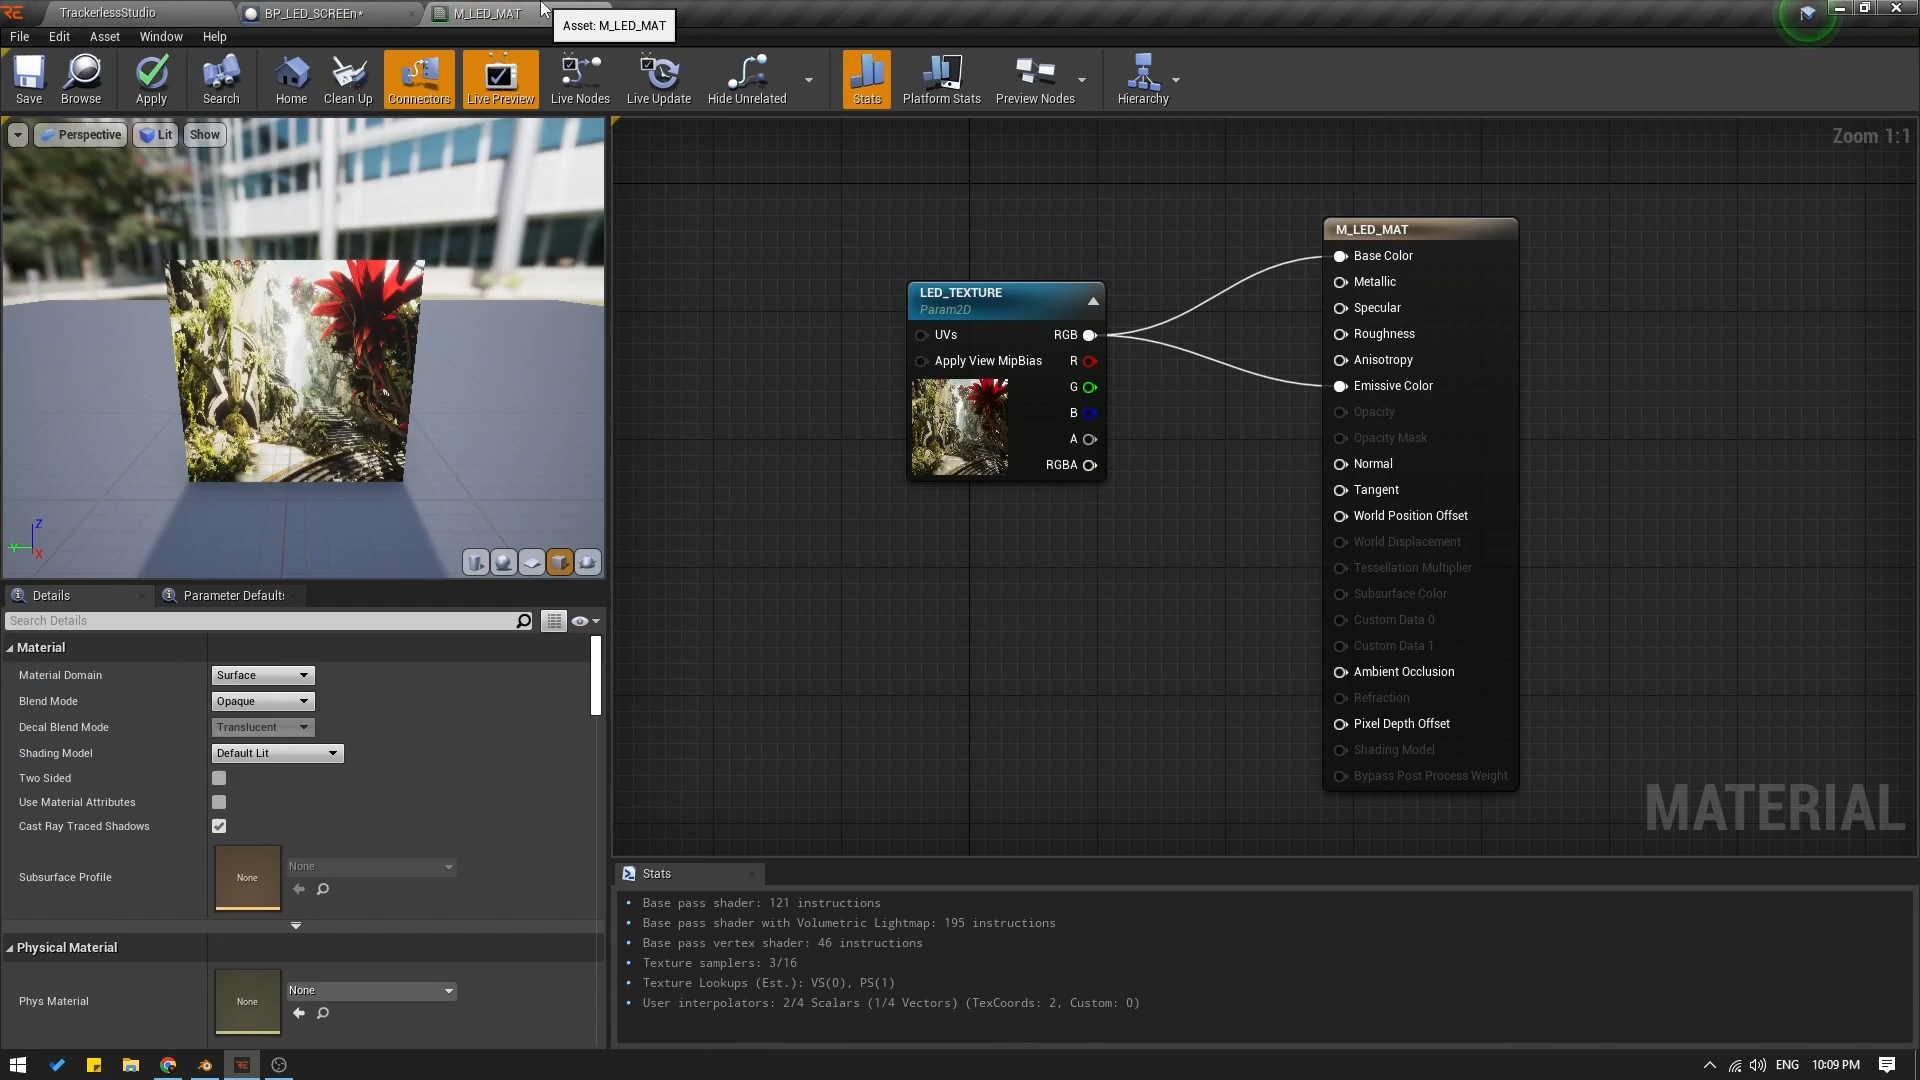 TrackerlessStudio
BP_LED_SCREEn*
M_LED_MAT
Asset: M_LED_MAT
File
Edit
Asset
Window
Help
Save
Browse
Apply
Search
Home
Clean Up
Connectors
Live Preview
Live Nodes
Live Update
Hide Unrelated
Stats
Platform Stats
Preview Nodes
Hierarchy
Perspective
Lit
Show
Zoom 1:1
Z
Y
X
LED_TEXTURE
Param2D
UVs
RGB
Apply View MipBias
R
G
B
A
RGBA
M_LED_MAT
Base Color
Metallic
Specular
Roughness
Anisotropy
Emissive Color
Opacity
Opacity Mask
Normal
Tangent
World Position Offset
World Displacement
Tessellation Multiplier
Subsurface Color
Custom Data 0
Custom Data 1
Ambient Occlusion
Refraction
Pixel Depth Offset
Shading Model
Bypass Post Process Weight
MATERIAL
Details
Parameter Defaults
Search Details
Material
Material Domain
Surface
Blend Mode
Opaque
Decal Blend Mode
Translucent
Shading Model
Default Lit
Two Sided
Use Material Attributes
Cast Ray Traced Shadows
Subsurface Profile
None
None
Physical Material
Phys Material
None
None
Stats
Base pass shader: 121 instructions
Base pass shader with Volumetric Lightmap: 195 instructions
Base pass vertex shader: 46 instructions
Texture samplers: 3/16
Texture Lookups (Est.): VS(0), PS(1)
User interpolators: 2/4 Scalars (1/4 Vectors) (TexCoords: 2, Custom: 0)
ENG
10:09 PM